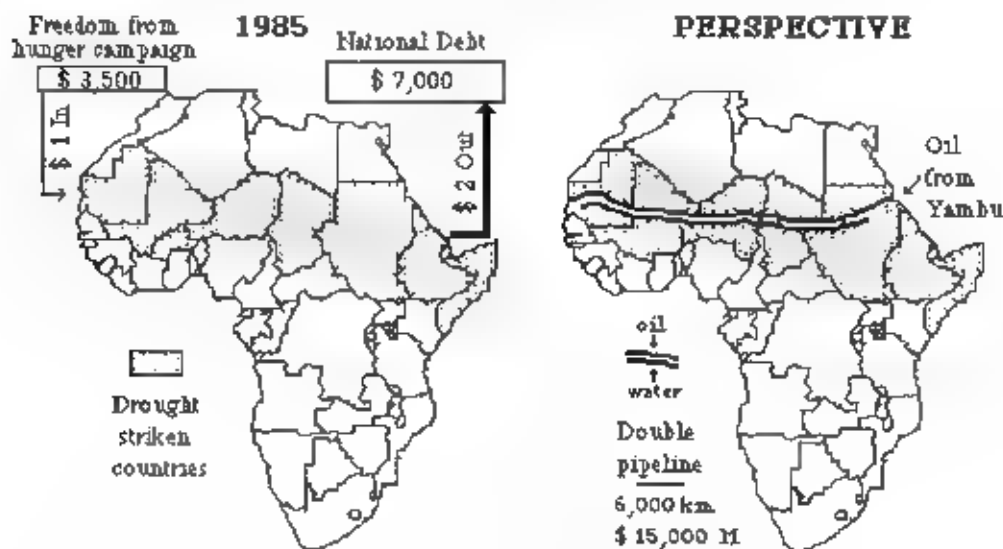 Freedom from
hunger campaign
$ 3,500
1985
National Debt
$ 7,000
$ 1 In
$ 2 Out
Drought
striken
countries
PERSPECTIVE
Oil
from
Yambu
oil
water
Double
pipeline
6,000 km
$ 15,000 M